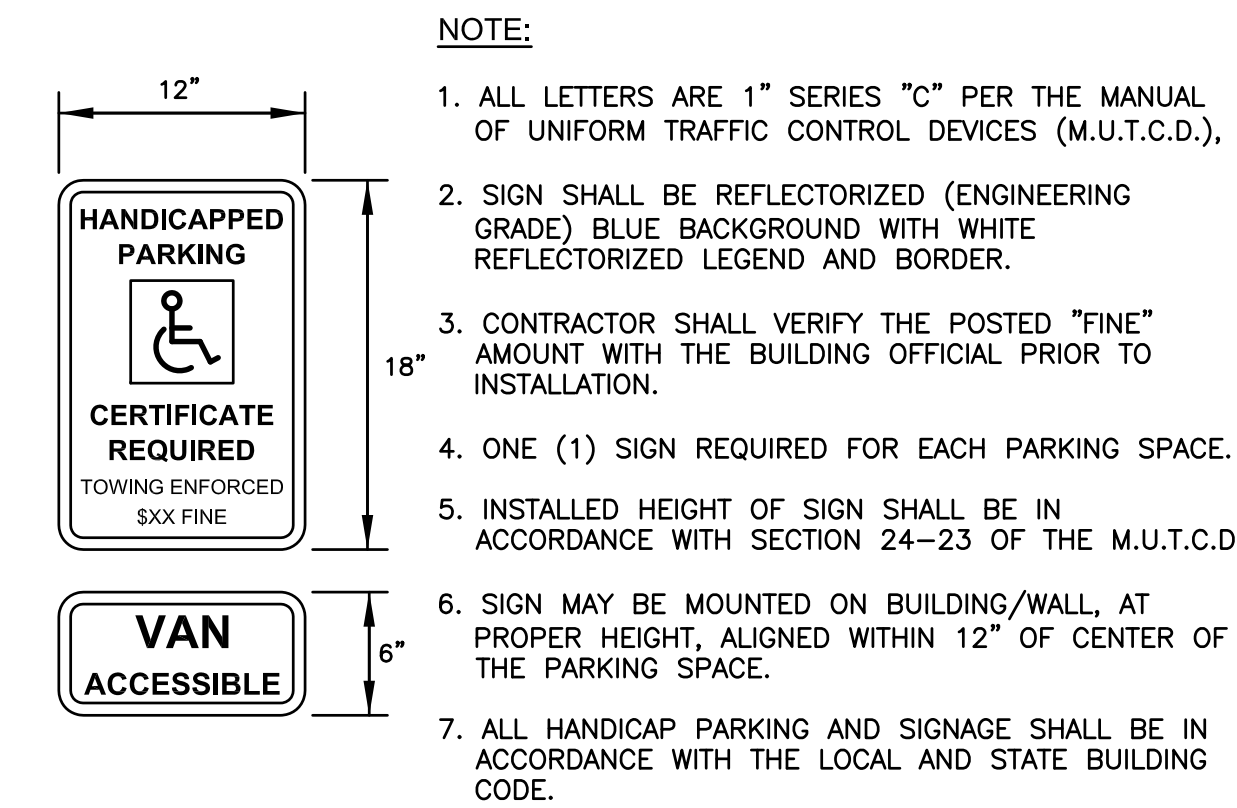 NOTE:
12”
HANDICAPPED
PARKING
CERTIFICATE
REQUIRED
TOWING ENFORCED
$XX FINE
18”
VAN
ACCESSIBLE
6”
1. ALL LETTERS ARE 1” SERIES ”C” PER THE MANUAL
OF UNIFORM TRAFFIC CONTROL DEVICES (M.U.T.C.D.),
2. SIGN SHALL BE REFLECTORIZED (ENGINEERING
GRADE) BLUE BACKGROUND WITH WHITE
REFLECTORIZED LEGEND AND BORDER.
3. CONTRACTOR SHALL VERIFY THE POSTED ”FINE”
AMOUNT WITH THE BUILDING OFFICIAL PRIOR TO
INSTALLATION.
4. ONE (1) SIGN REQUIRED FOR EACH PARKING SPACE.
5. INSTALLED HEIGHT OF SIGN SHALL BE IN
ACCORDANCE WITH SECTION 24–23 OF THE M.U.T.C.D
6. SIGN MAY BE MOUNTED ON BUILDING/WALL, AT
PROPER HEIGHT, ALIGNED WITHIN 12” OF CENTER OF
THE PARKING SPACE.
7. ALL HANDICAP PARKING AND SIGNAGE SHALL BE IN
ACCORDANCE WITH THE LOCAL AND STATE BUILDING
CODE.